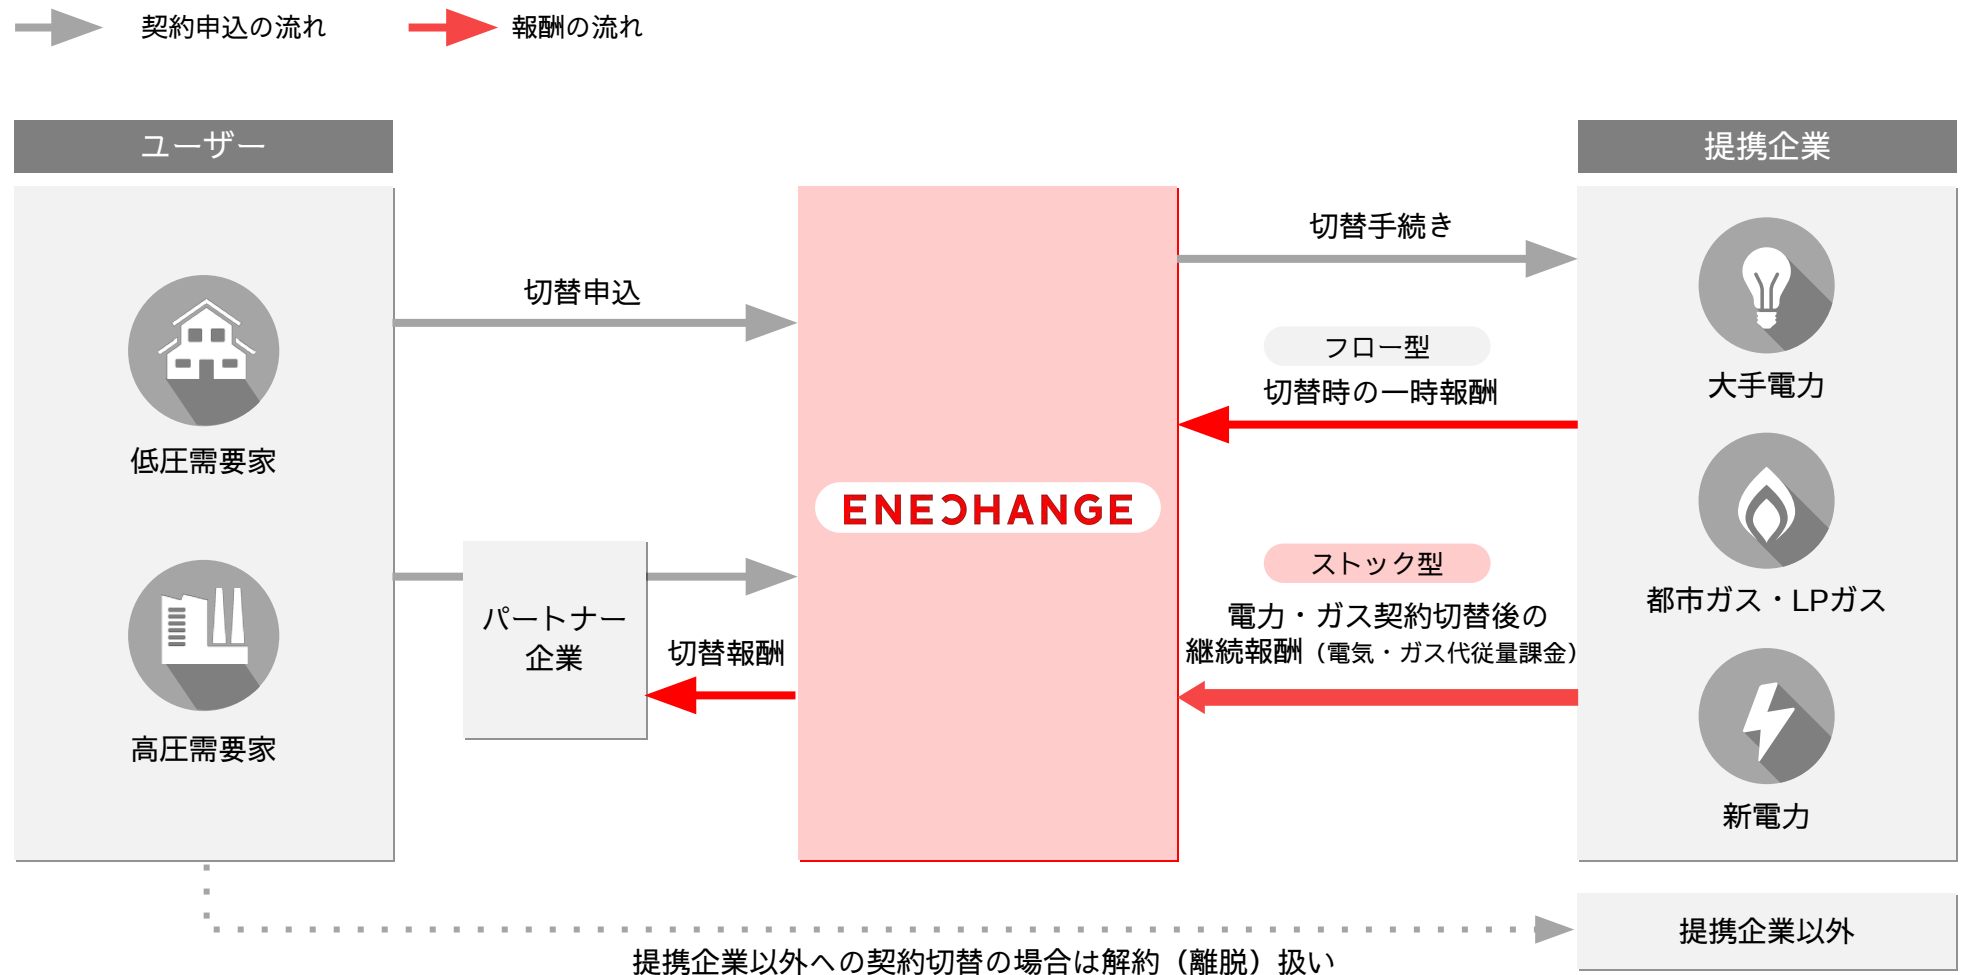 契約申込の流れ
報酬の流れ
ユーザー
提携企業
低圧需要家
高圧需要家
切替申込
パートナー
企業
切替報酬
ENECHANGE
切替手続き
フロー型
切替時の一時報酬
ストック型
電力・ガス契約切替後の
継続報酬（電気・ガス代従量課金）
大手電力
都市ガス・LPガス
新電力
提携企業以外
提携企業以外への契約切替の場合は解約（離脱）扱い